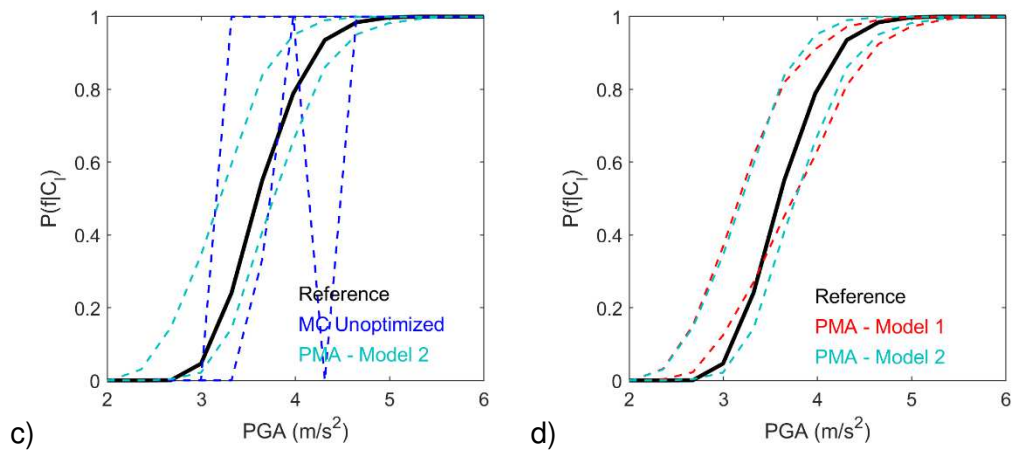 1
0.8
0.6
0.4
0.2
0
P(f|C_l)
2 3 4 5 6
PGA (m/s²)
Reference
MC Unoptimized
PMA - Model 2
c)
1
0.8
0.6
0.4
0.2
0
P(f|C_l)
2 3 4 5 6
PGA (m/s²)
Reference
PMA - Model 1
PMA - Model 2
d)